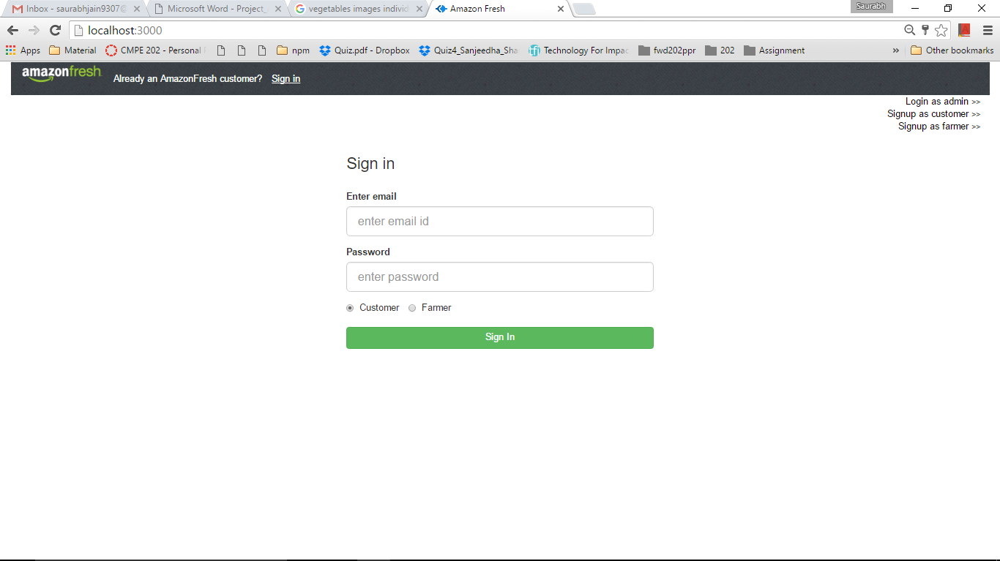 Inbox - saurabhjain9307@ Microsoft Word - Project_ vegetables images individ Amazon Fresh Saurabh
localhost:3000
Apps Material CMPE 202 - Personal npm Quiz.pdf - Dropbox Quiz4_Sanjeedha_Sha Technology For Impac fwd202ppr 202 Assignment » Other bookmarks
amazonfresh Already an AmazonFresh customer? Sign in
Login as admin >>
Signup as customer >>
Signup as farmer >>
Sign in
Enter email
enter email id
Password
enter password
Customer Farmer
Sign In